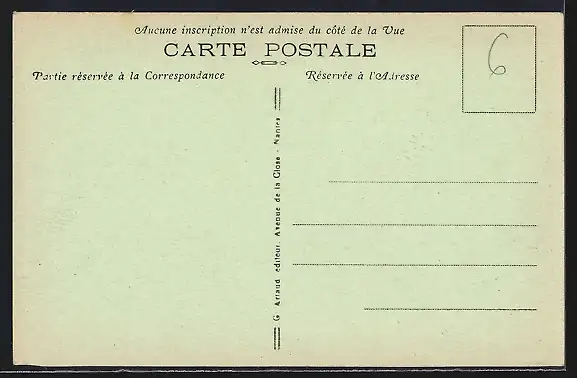 Aucune inscription n'est admise du côté de la Vue
CARTE POSTALE
Partie réservée à la Correspondance
Réservée à l'Adresse
6
G. Artaud éditeur. Avenue de la Close - Nantes